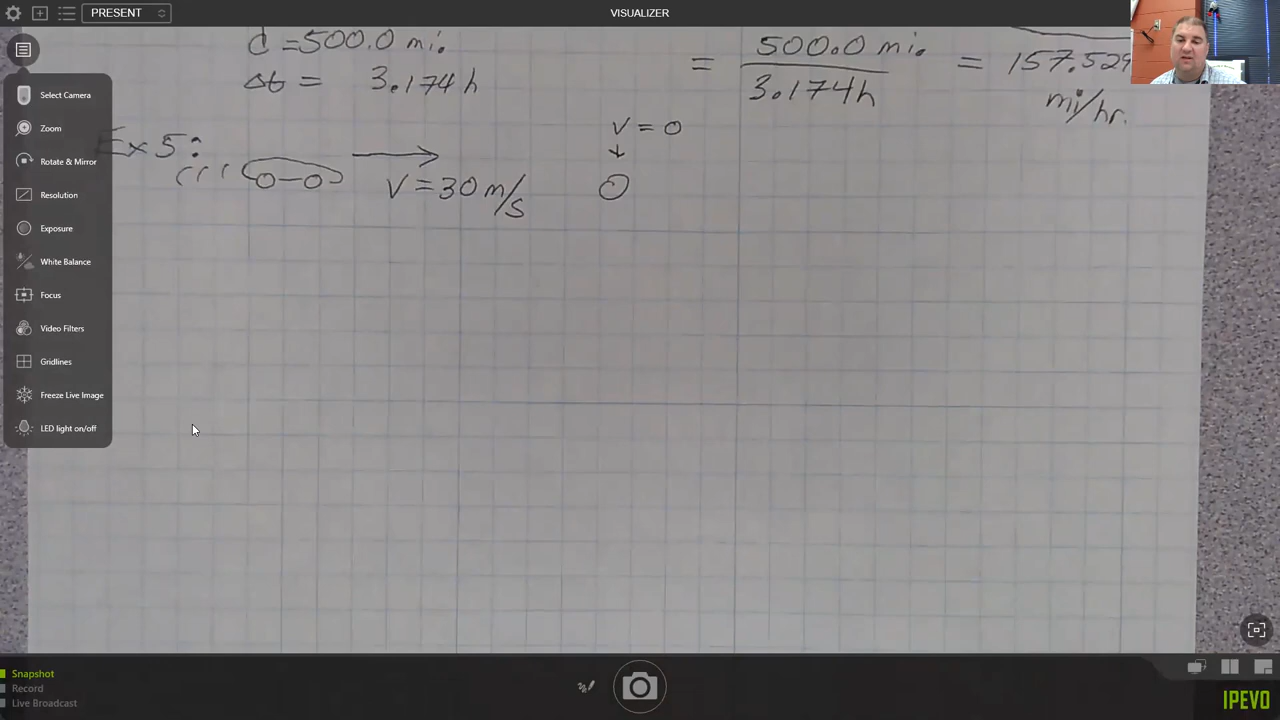 PRESENT
VISUALIZER
d = 500.0 mi.
Δt = 3.174 h
= 500.0 mi. / 3.174 h = 157.529 mi/hr.
Ex 5:
V = 30 m/s
V = 0
Select Camera
Zoom
Rotate & Mirror
Resolution
Exposure
White Balance
Focus
Video Filters
Gridlines
Freeze Live Image
LED light on/off
Snapshot
Record
Live Broadcast
IPEVO